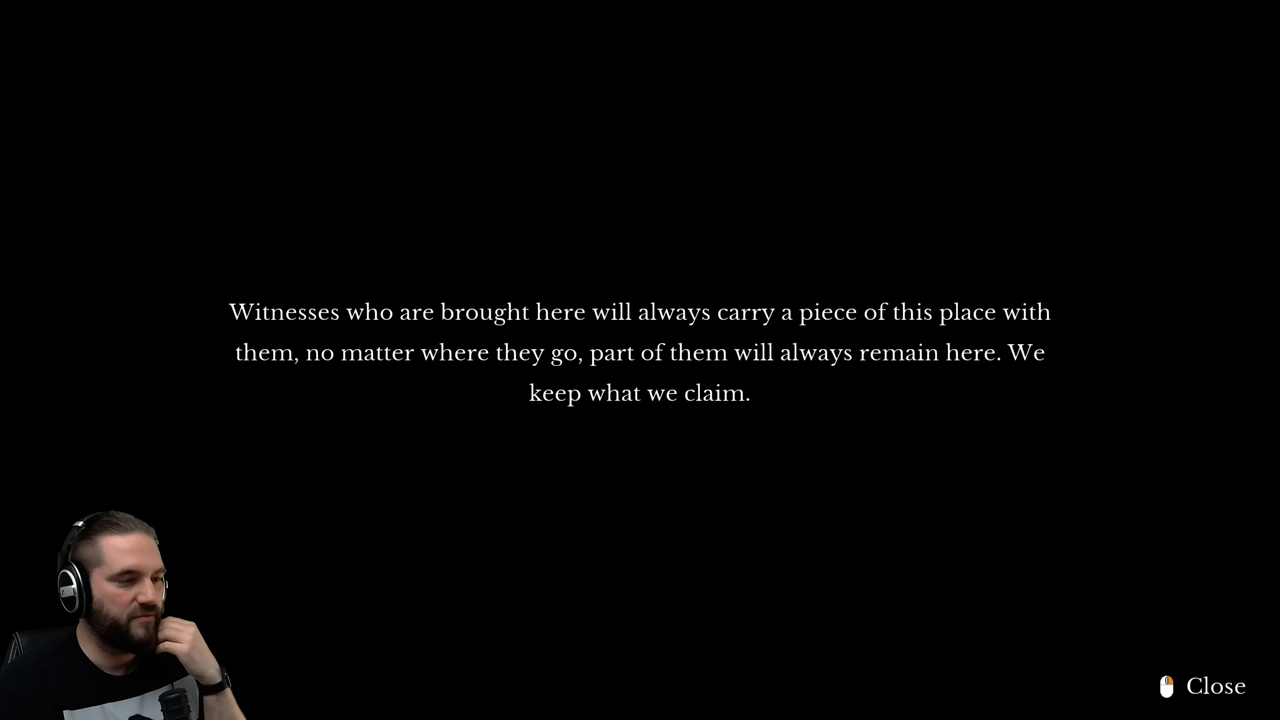 Witnesses who are brought here will always carry a piece of this place with
them, no matter where they go, part of them will always remain here. We
keep what we claim.
Close